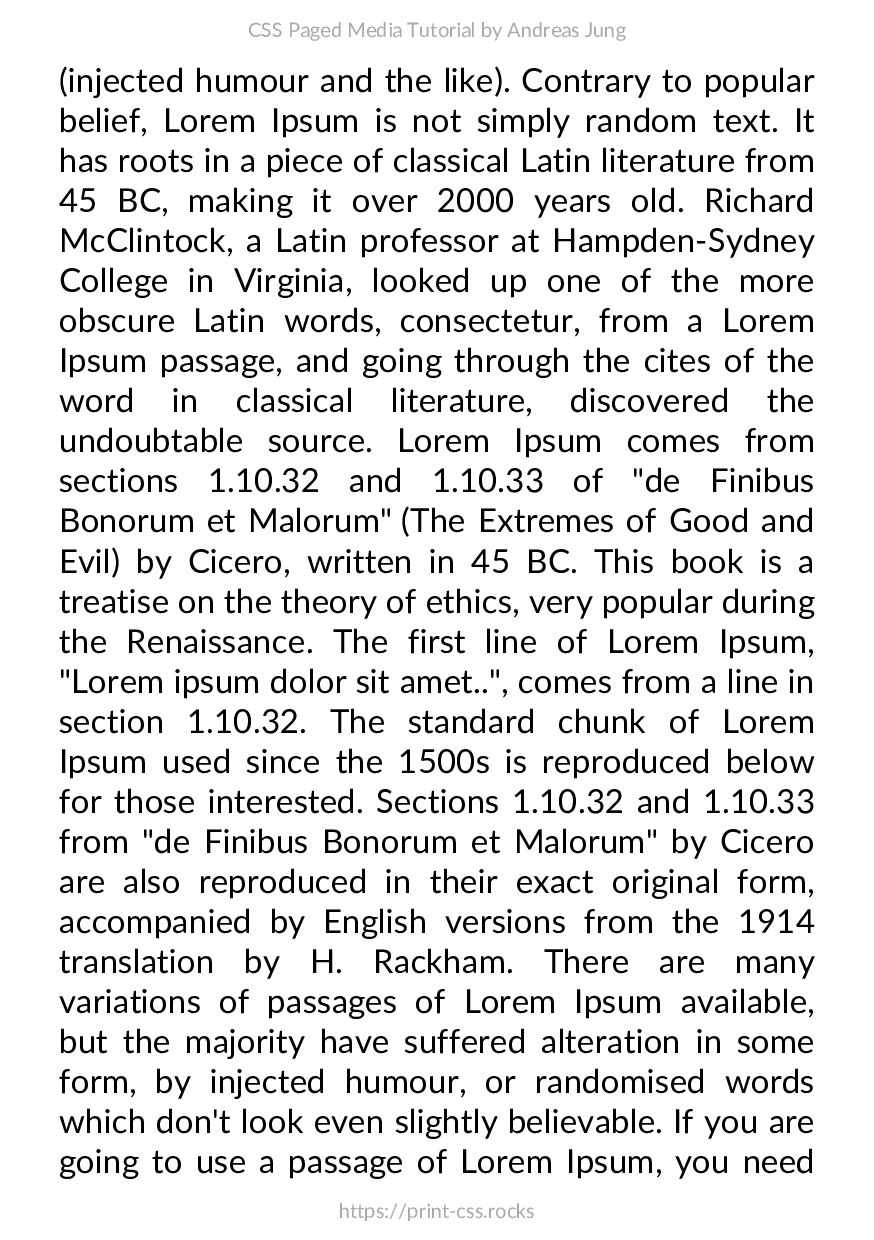 CSS Paged Media Tutorial by Andreas Jung
(injected humour and the like). Contrary to popular
belief, Lorem Ipsum is not simply random text. It
has roots in a piece of classical Latin literature from
45 BC, making it over 2000 years old. Richard
McClintock, a Latin professor at Hampden-Sydney
College in Virginia, looked up one of the more
obscure Latin words, consectetur, from a Lorem
Ipsum passage, and going through the cites of the
word in classical literature, discovered the
undoubtable source. Lorem Ipsum comes from
sections 1.10.32 and 1.10.33 of "de Finibus
Bonorum et Malorum" (The Extremes of Good and
Evil) by Cicero, written in 45 BC. This book is a
treatise on the theory of ethics, very popular during
the Renaissance. The first line of Lorem Ipsum,
"Lorem ipsum dolor sit amet..", comes from a line in
section 1.10.32. The standard chunk of Lorem
Ipsum used since the 1500s is reproduced below
for those interested. Sections 1.10.32 and 1.10.33
from "de Finibus Bonorum et Malorum" by Cicero
are also reproduced in their exact original form,
accompanied by English versions from the 1914
translation by H. Rackham. There are many
variations of passages of Lorem Ipsum available,
but the majority have suffered alteration in some
form, by injected humour, or randomised words
which don't look even slightly believable. If you are
going to use a passage of Lorem Ipsum, you need
https://print-css.rocks